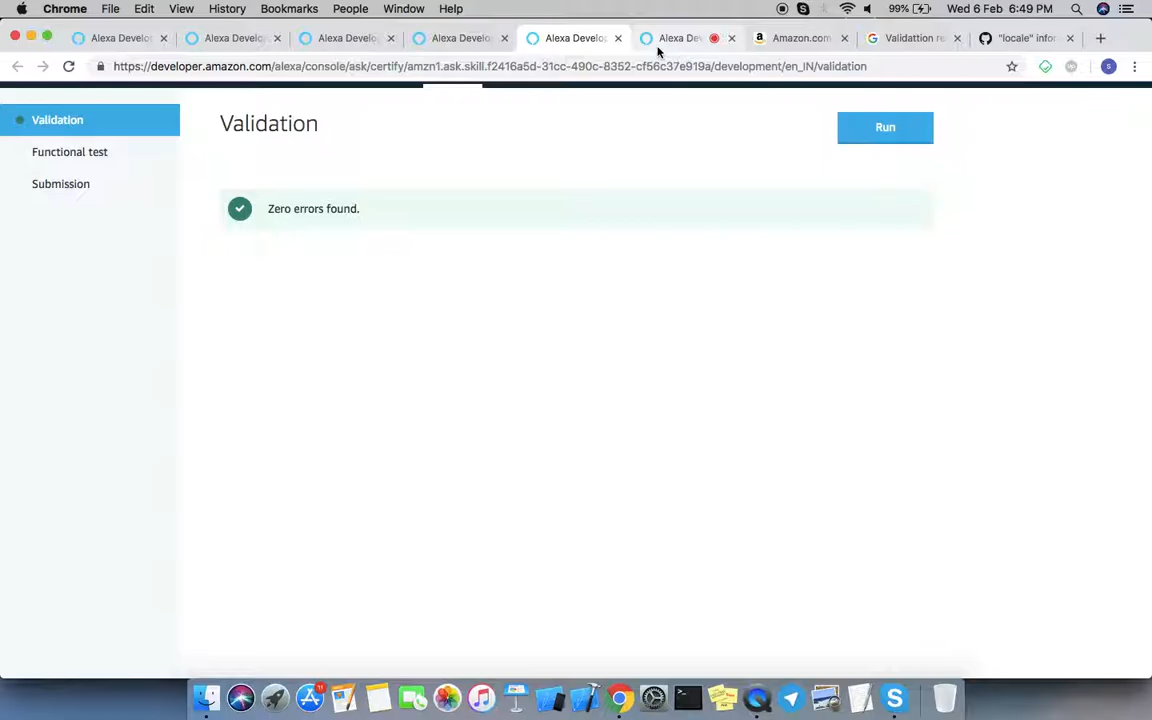 Chrome File Edit View History Bookmarks People Window Help 99% Wed 6 Feb 6:49 PM
Alexa Develo Alexa Develo Alexa Develo Alexa Develo Alexa Develo Alexa Dev Amazon.com Validattion re "locale" info
https://developer.amazon.com/alexa/console/ask/certify/amzn1.ask.skill.f2416a5d-31cc-490c-8352-cf56c37e919a/development/en_IN/validation
Validation
Functional test
Submission
Validation
Run
Zero errors found.